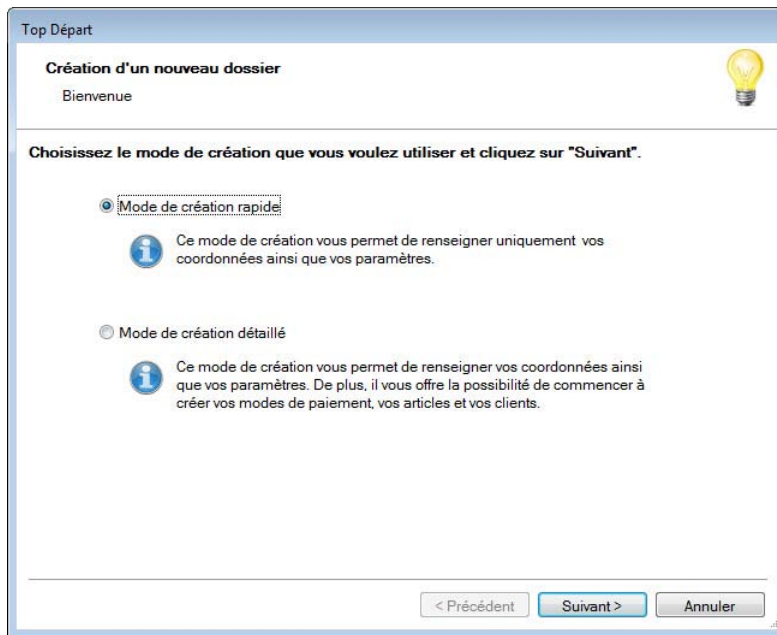 Top Départ
Création d'un nouveau dossier
Bienvenue
Choisissez le mode de création que vous voulez utiliser et cliquez sur "Suivant".
Mode de création rapide
Ce mode de création vous permet de renseigner uniquement vos
coordonnées ainsi que vos paramètres.
Mode de création détaillé
Ce mode de création vous permet de renseigner vos coordonnées ainsi
que vos paramètres. De plus, il vous offre la possibilité de commencer à
créer vos modes de paiement, vos articles et vos clients.
< Précédent Suivant > Annuler